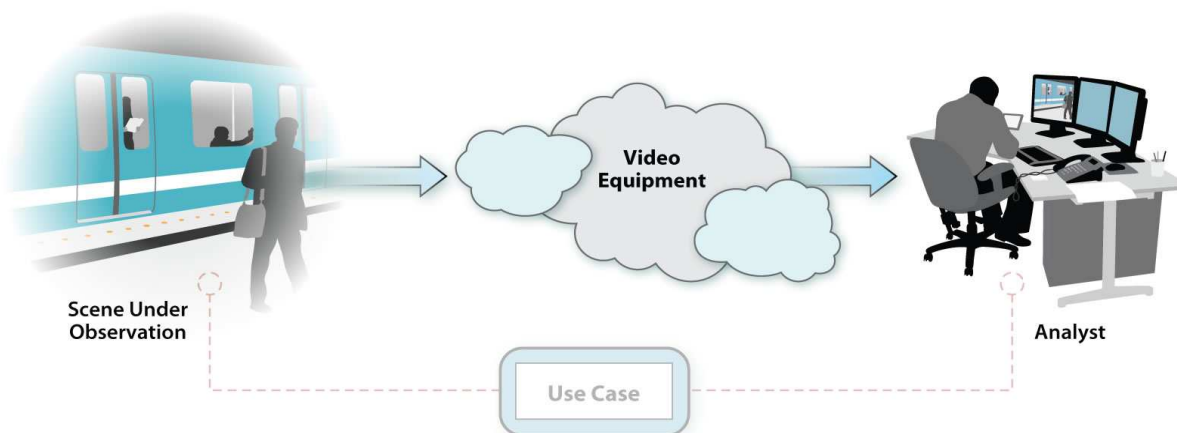 Video
Equipment
Scene Under
Observation
Analyst
Use Case